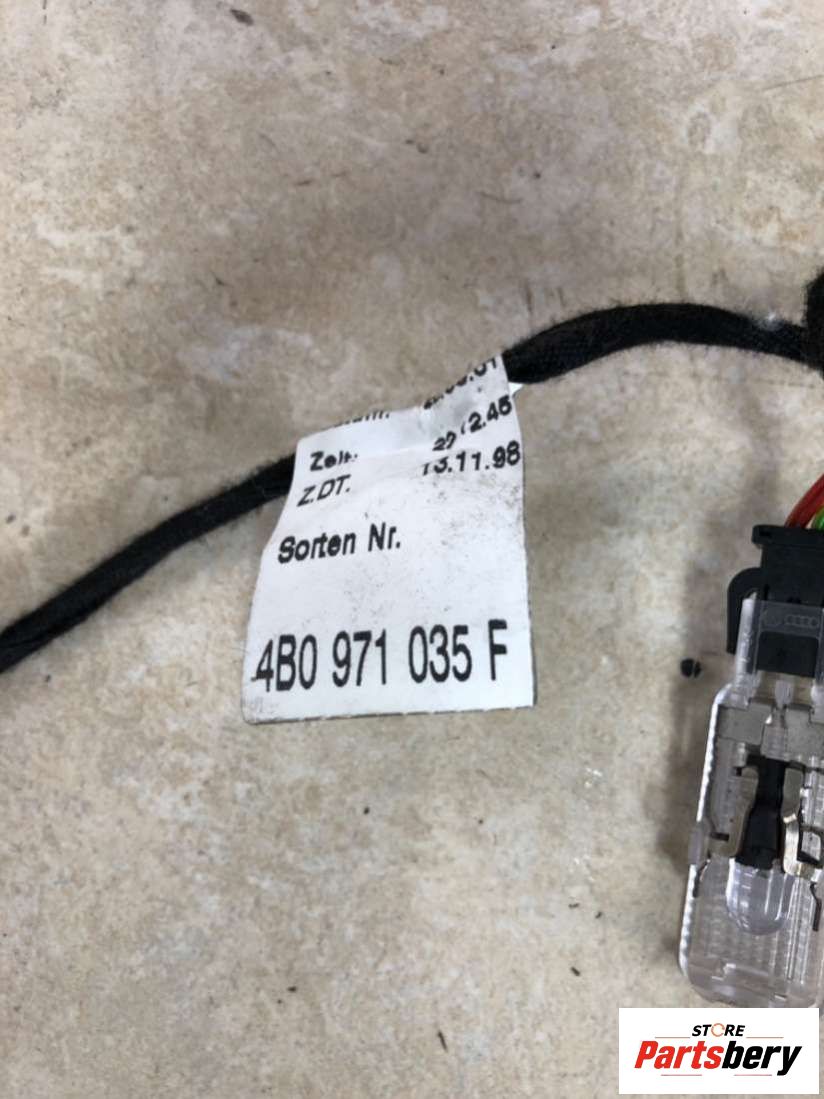 Zeit:
Z.DT. 13.11.98
Sorten Nr.
4B0 971 035 F
STORE
Partsbery